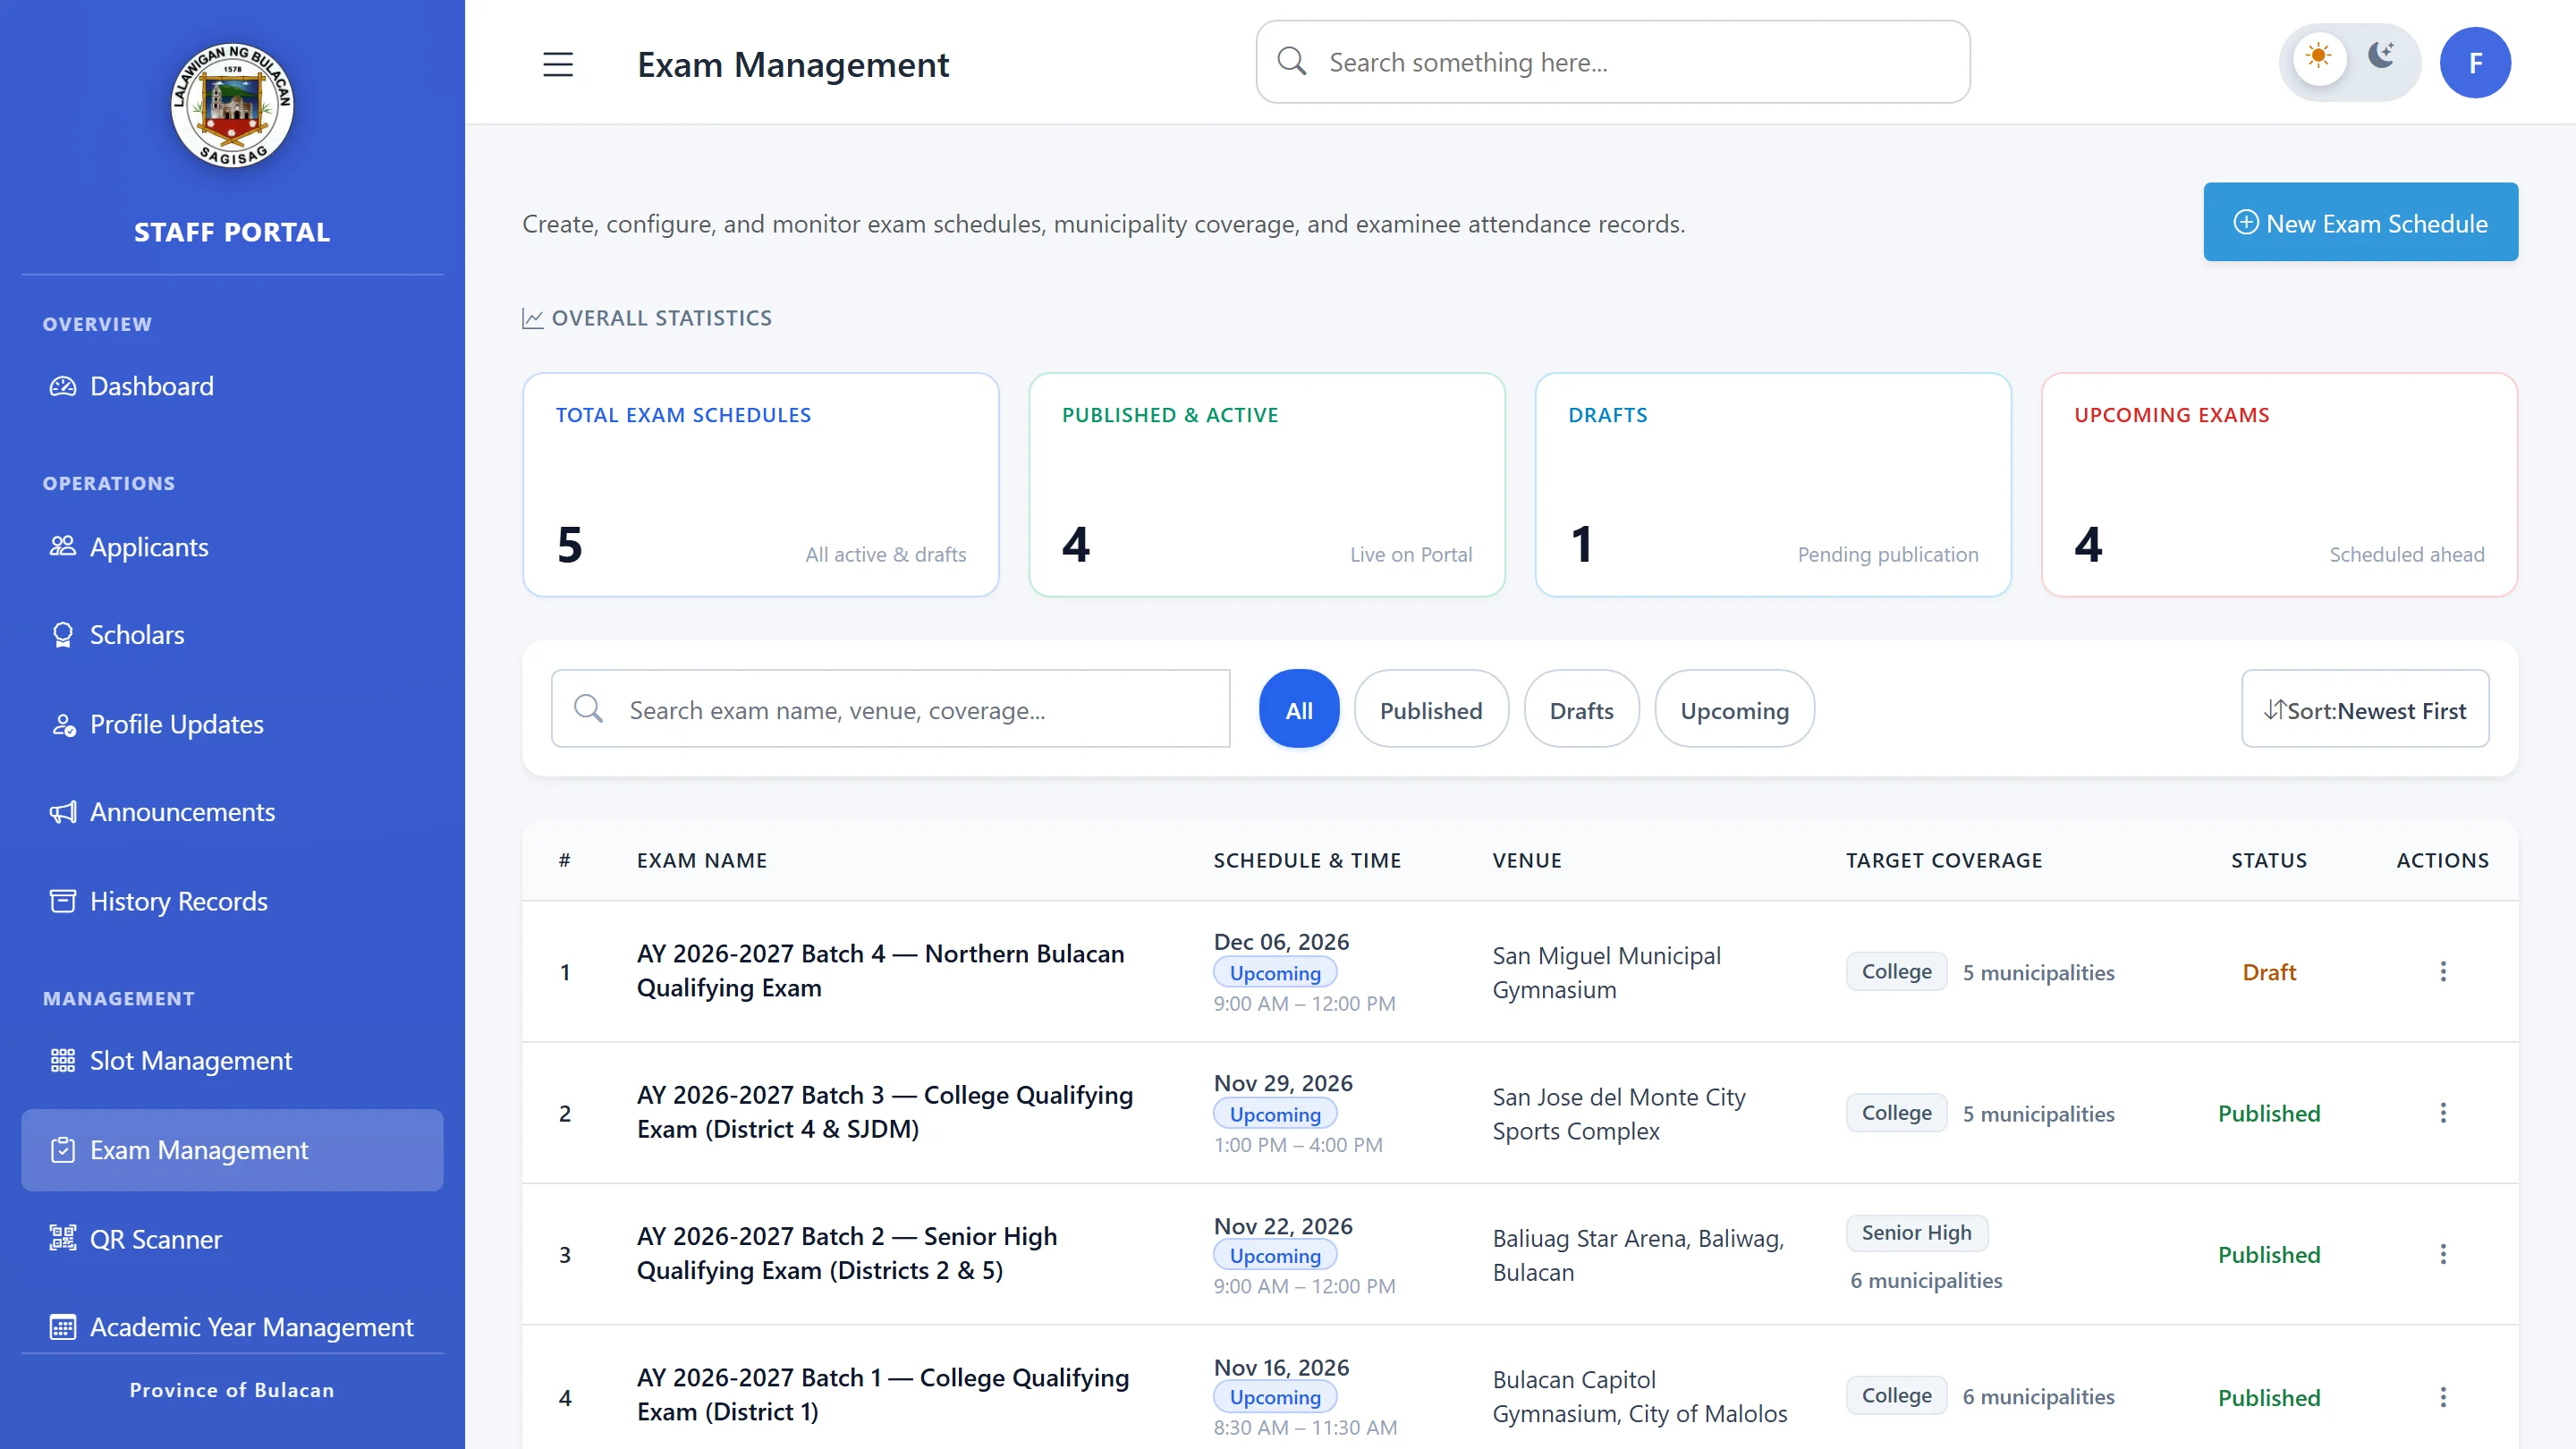 LALAWIGAN NG BULACAN
1578
SAGISAG
STAFF PORTAL
OVERVIEW
Dashboard
OPERATIONS
Applicants
Scholars
Profile Updates
Announcements
History Records
MANAGEMENT
Slot Management
Exam Management
QR Scanner
Academic Year Management
Province of Bulacan
Exam Management
Search something here...
F
Create, configure, and monitor exam schedules, municipality coverage, and examinee attendance records.
New Exam Schedule
OVERALL STATISTICS
TOTAL EXAM SCHEDULES
5
All active & drafts
PUBLISHED & ACTIVE
4
Live on Portal
DRAFTS
1
Pending publication
UPCOMING EXAMS
4
Scheduled ahead
Search exam name, venue, coverage...
All
Published
Drafts
Upcoming
Sort:Newest First
# EXAM NAME SCHEDULE & TIME VENUE TARGET COVERAGE STATUS ACTIONS
1
AY 2026-2027 Batch 4 — Northern Bulacan
Qualifying Exam
Dec 06, 2026
Upcoming
9:00 AM – 12:00 PM
San Miguel Municipal
Gymnasium
College 5 municipalities
Draft
2
AY 2026-2027 Batch 3 — College Qualifying
Exam (District 4 & SJDM)
Nov 29, 2026
Upcoming
1:00 PM – 4:00 PM
San Jose del Monte City
Sports Complex
College 5 municipalities
Published
3
AY 2026-2027 Batch 2 — Senior High
Qualifying Exam (Districts 2 & 5)
Nov 22, 2026
Upcoming
9:00 AM – 12:00 PM
Baliuag Star Arena, Baliwag,
Bulacan
Senior High
6 municipalities
Published
4
AY 2026-2027 Batch 1 — College Qualifying
Exam (District 1)
Nov 16, 2026
Upcoming
8:30 AM – 11:30 AM
Bulacan Capitol
Gymnasium, City of Malolos
College 6 municipalities
Published